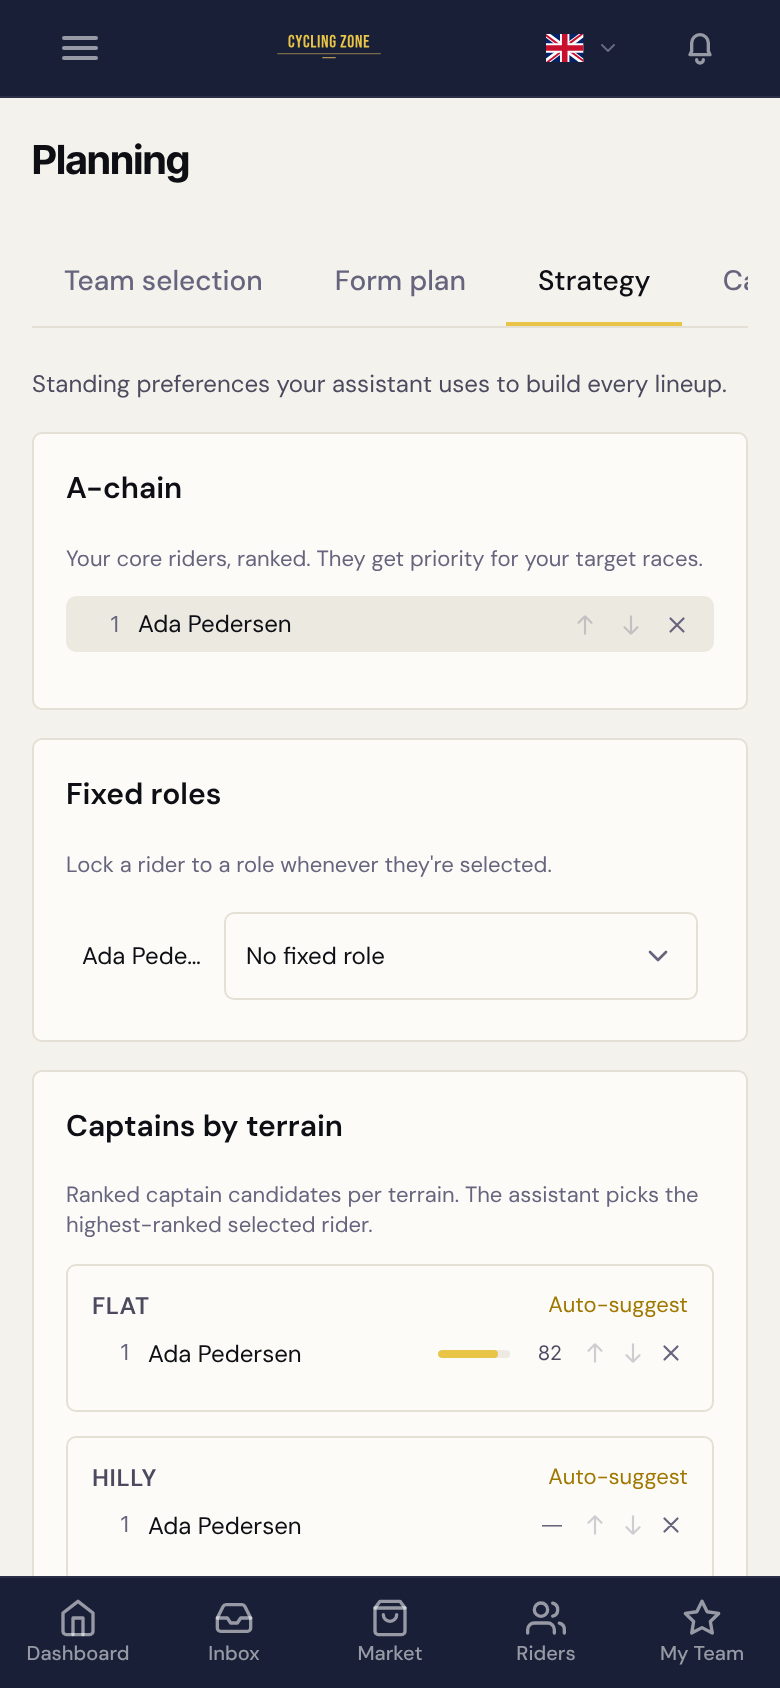 CYCLING ZONE
Planning
Team selection
Form plan
Strategy
Ca
Standing preferences your assistant uses to build every lineup.
A-chain
Your core riders, ranked. They get priority for your target races.
1 Ada Pedersen
Fixed roles
Lock a rider to a role whenever they're selected.
Ada Pede... No fixed role
Captains by terrain
Ranked captain candidates per terrain. The assistant picks the
highest-ranked selected rider.
FLAT Auto-suggest
1 Ada Pedersen 82
HILLY Auto-suggest
1 Ada Pedersen —
Dashboard Inbox Market Riders My Team